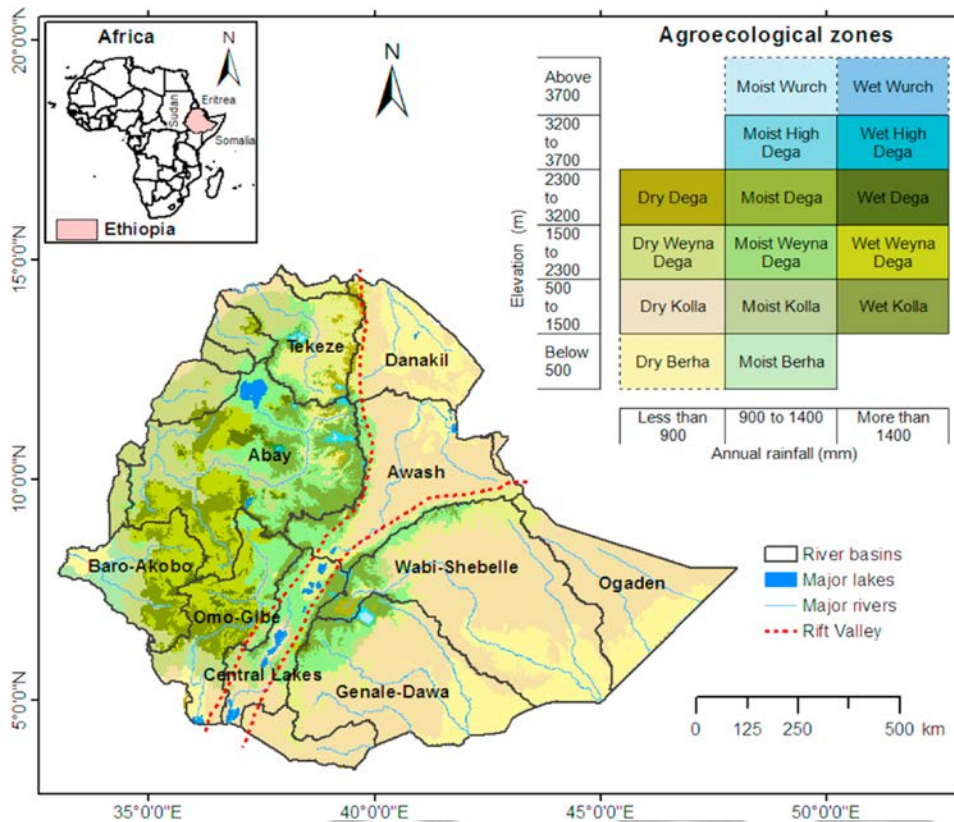 Africa
N
Sudan
Eritrea
Somalia
Ethiopia
N
Agroecological zones
Elevation (m)
Above
3700
Moist Wurch
Wet Wurch
3200
to
3700
Moist High
Dega
Wet High
Dega
2300
to
3200
Dry Dega
Moist Dega
Wet Dega
1500
to
2300
Dry Weyna
Dega
Moist Weyna
Dega
Wet Weyna
Dega
500
to
1500
Dry Kolla
Moist Kolla
Wet Kolla
Below
500
Dry Berha
Moist Berha
Less than
900
900 to 1400
More than
1400
Annual rainfall (mm)
Tekeze
Danakil
Abay
Awash
Baro-Akobo
Wabi-Shebelle
Ogaden
Omo-Gibe
Central Lakes
Genale-Dawa
River basins
Major lakes
Major rivers
Rift Valley
0 125 250 500 km
20°0'0"N
15°0'0"N
10°0'0"N
5°0'0"N
35°0'0"E
40°0'0"E
45°0'0"E
50°0'0"E